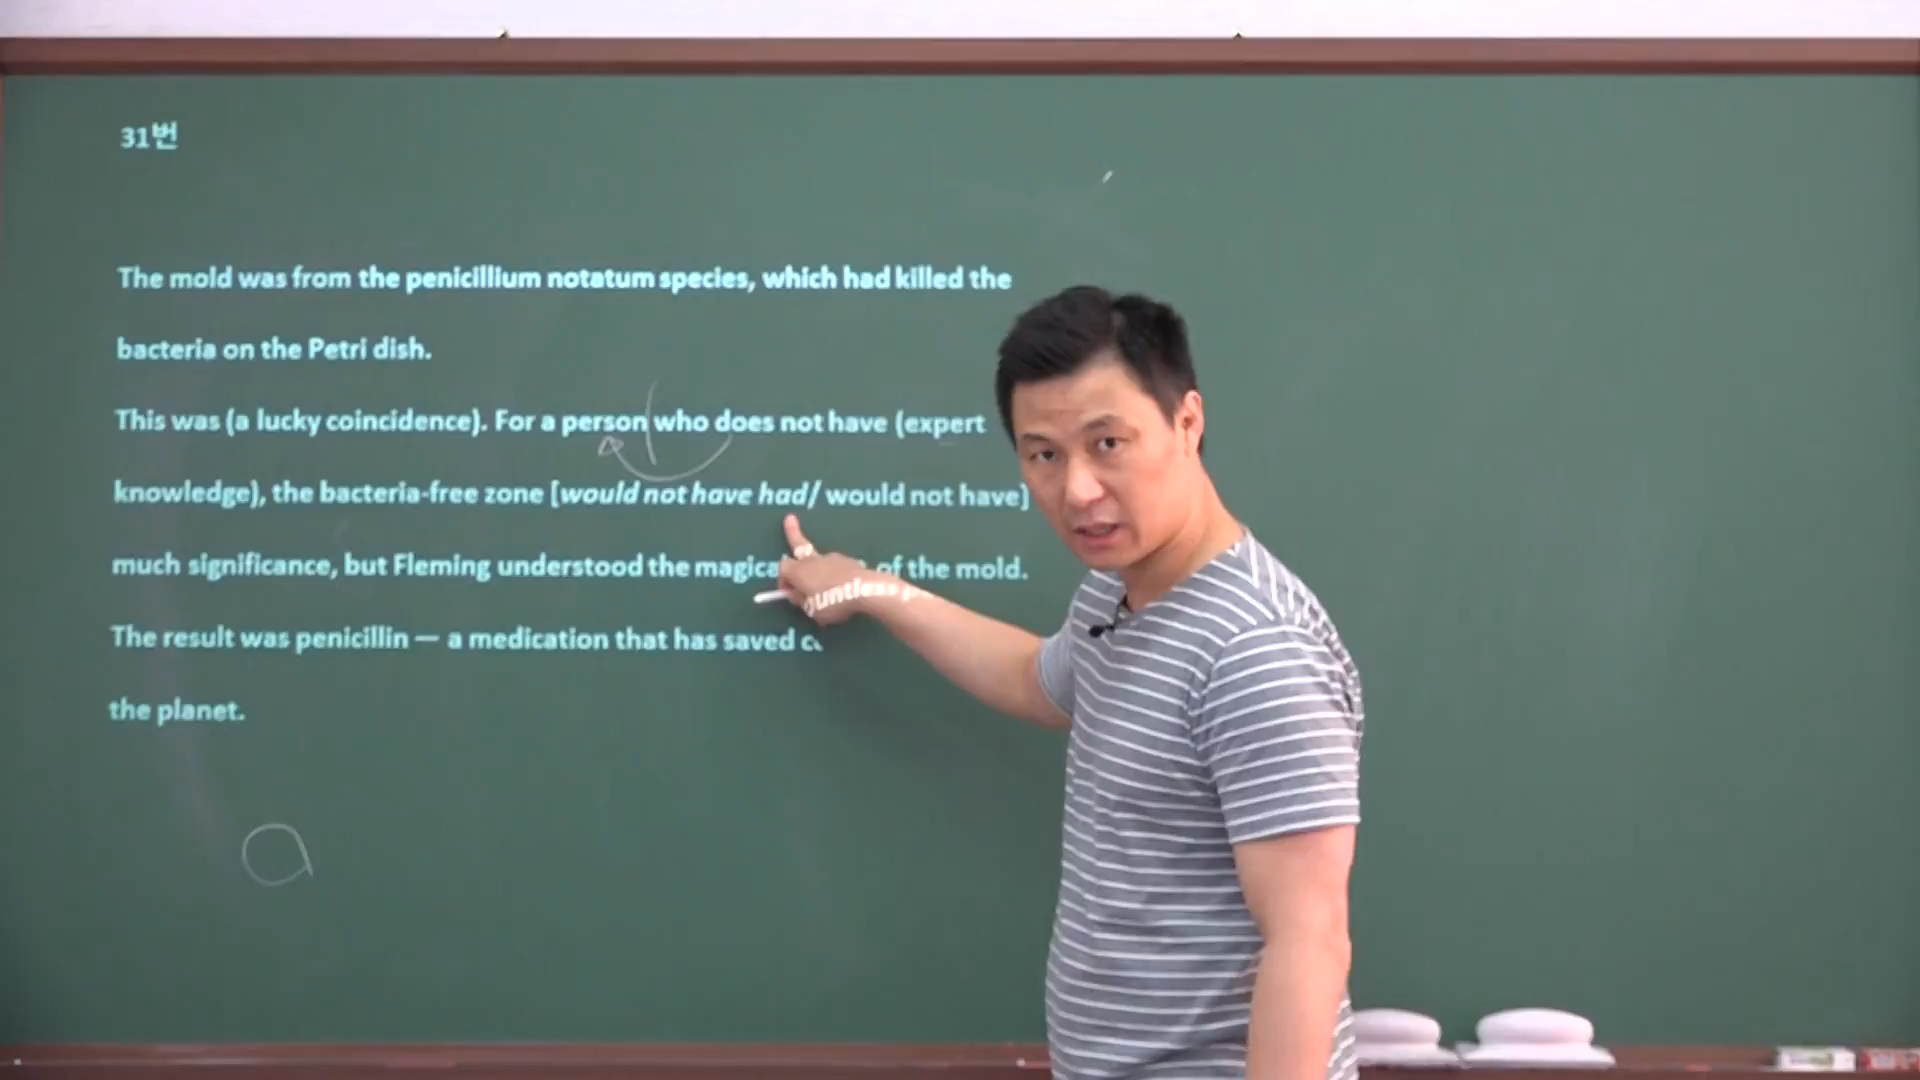 31번
The mold was from the penicillium notatum species, which had killed the
bacteria on the Petri dish.
This was (a lucky coincidence). For a person who does not have (expert
knowledge), the bacteria-free zone [would not have had/ would not have]
much significance, but Fleming understood the magical of the mold.
The result was penicillin — a medication that has saved countless
the planet.
a